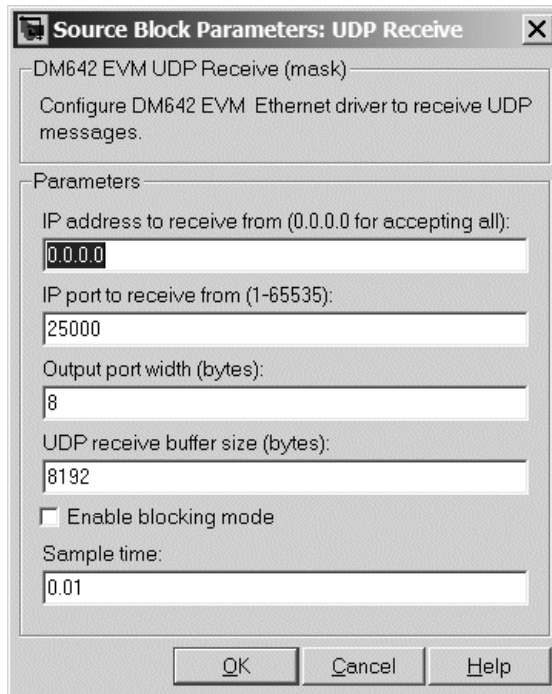 Source Block Parameters: UDP Receive
DM642 EVM UDP Receive (mask)
Configure DM642 EVM Ethernet driver to receive UDP
messages.
Parameters
IP address to receive from (0.0.0.0 for accepting all):
0.0.0.0
IP port to receive from (1-65535):
25000
Output port width (bytes):
8
UDP receive buffer size (bytes):
8192
Enable blocking mode
Sample time:
0.01
OK Cancel Help